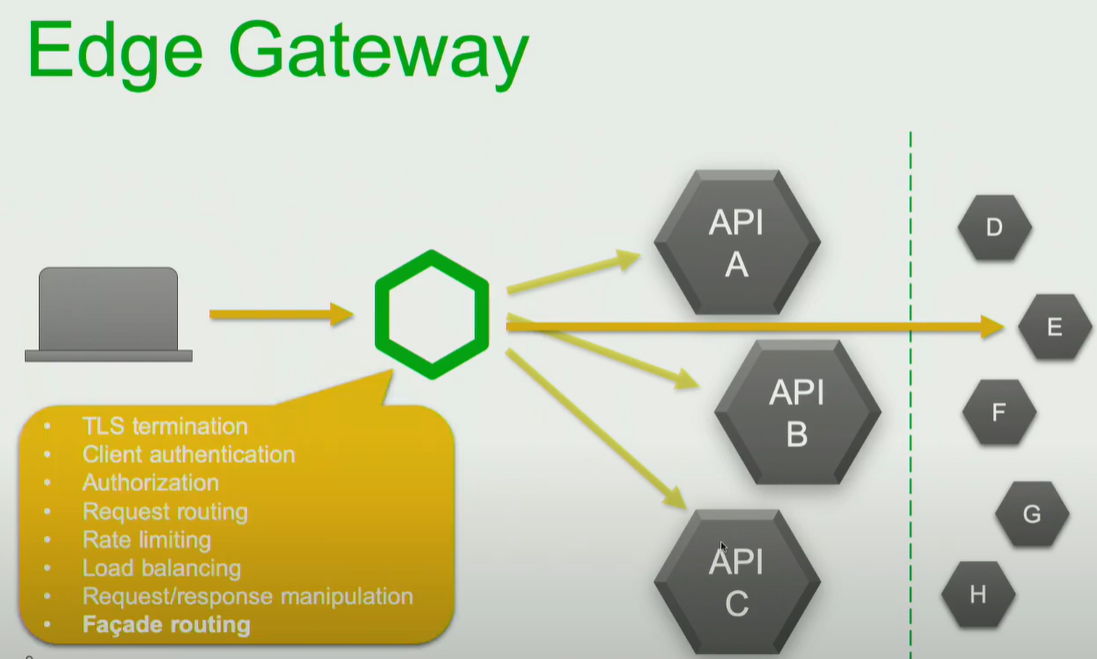 Edge Gateway
API
A
D
E
API
B
F
G
API
C
H
• TLS termination
• Client authentication
• Authorization
• Request routing
• Rate limiting
• Load balancing
• Request/response manipulation
• Façade routing